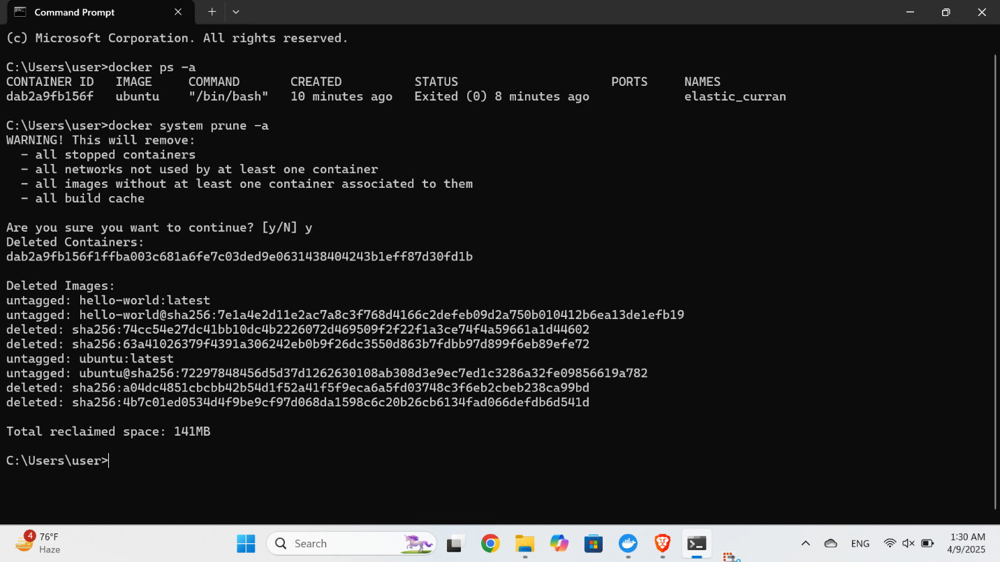 Command Prompt
(c) Microsoft Corporation. All rights reserved.
C:\Users\user>docker ps -a
CONTAINER ID   IMAGE     COMMAND       CREATED          STATUS                     PORTS     NAMES
dab2a9fb156f   ubuntu    "/bin/bash"   10 minutes ago   Exited (0) 8 minutes ago             elastic_curran
C:\Users\user>docker system prune -a
WARNING! This will remove:
  - all stopped containers
  - all networks not used by at least one container
  - all images without at least one container associated to them
  - all build cache
Are you sure you want to continue? [y/N] y
Deleted Containers:
dab2a9fb156f1ffba003c681a6fe7c03ded9e0631438404243b1eff87d30fd1b
Deleted Images:
untagged: hello-world:latest
untagged: hello-world@sha256:7e1a4e2d11e2ac7a8c3f768d4166c2defeb09d2a750b010412b6ea13de1efb19
deleted: sha256:74cc54e27dc41bb10dc4b2226072d469509f2f22f1a3ce74f4a59661a1d44602
deleted: sha256:63a41026379f4391a306242eb0b9f26dc3550d863b7fdbb97d899f6eb89efe72
untagged: ubuntu:latest
untagged: ubuntu@sha256:72297848456d5d37d1262630108ab308d3e9ec7ed1c3286a32fe09856619a782
deleted: sha256:a04dc4851cbcbb42b54d1f52a41f5f9eca6a5fd03748c3f6eb2cbeb238ca99bd
deleted: sha256:4b7c01ed0534d4f9be9cf97d068da1598c6c20b26cb6134fad066defdb6d541d
Total reclaimed space: 141MB
C:\Users\user>
4
76°F
Haze
Search
ENG
1:30 AM
4/9/2025